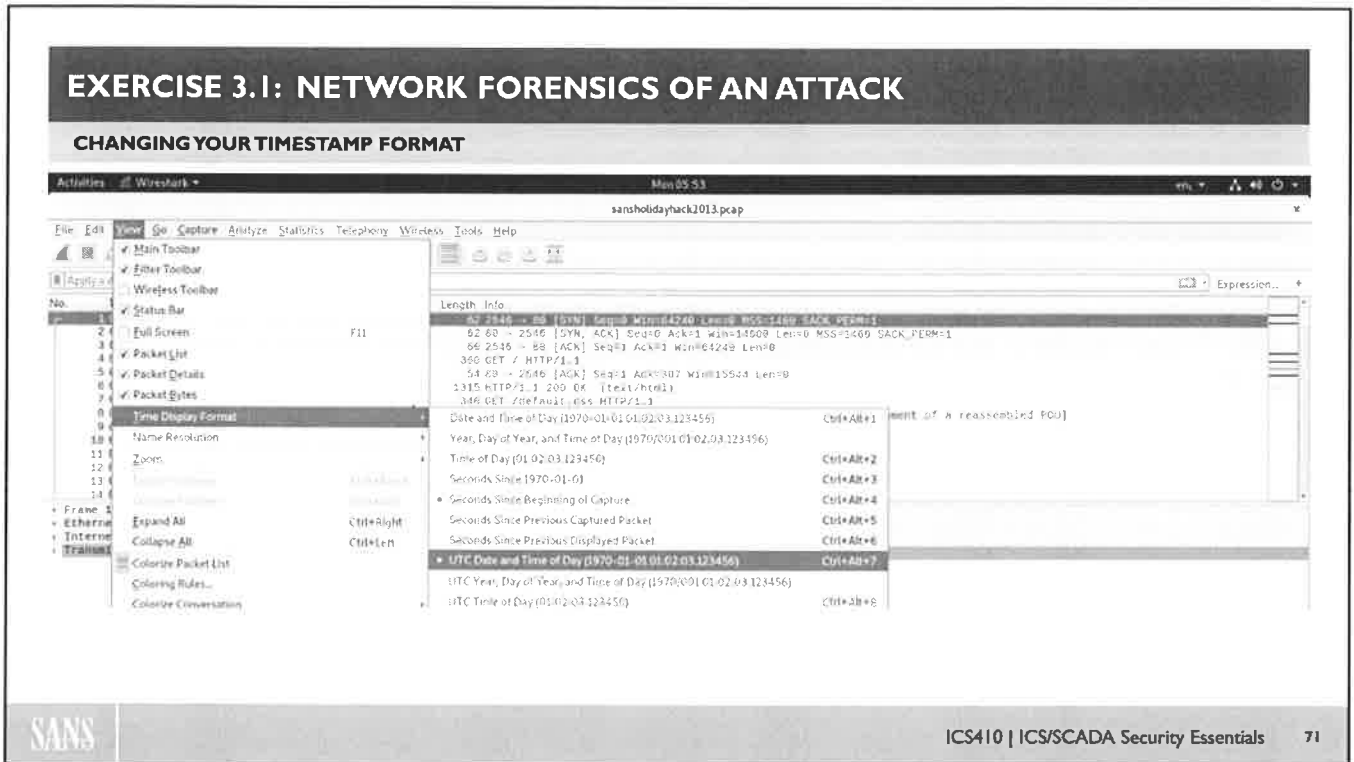 EXERCISE 3.1: NETWORK FORENSICS OF AN ATTACK
CHANGING YOUR TIMESTAMP FORMAT
Activities Wireshark
Mon 05:53
en
sansholidayhack2013.pcap
File Edit View Go Capture Analyze Statistics Telephony Wireless Tools Help
Main Toolbar
Filter Toolbar
Wireless Toolbar
Status Bar
Full Screen F11
Packet List
Packet Details
Packet Bytes
Time Display Format
Name Resolution
Zoom
Expand All Ctrl+Right
Collapse All Ctrl+Left
Colorize Packet List
Coloring Rules...
Colorize Conversation
Expression...
No.
Length Info
62 2546 → 80 [SYN] Seq=0 Win=64240 Len=0 MSS=1460 SACK_PERM=1
62 80 → 2546 [SYN, ACK] Seq=0 Ack=1 Win=14600 Len=0 MSS=1460 SACK_PERM=1
2546 → 80 [ACK] Seq=1 Ack=1 Win=64240 Len=0
360 GET / HTTP/1.1
54 80 → 2546 [ACK] Seq=1 Ack=307 Win=15544 Len=0
1315 HTTP/1.1 200 OK (text/html)
346 GET /default.css HTTP/1.1
ment of a reassembled PDU]
Date and Time of Day (1970-01-01 01:02:03.123456) Ctrl+Alt+1
Year, Day of Year, and Time of Day (1970/001 01:02:03.123456)
Time of Day (01:02:03.123456) Ctrl+Alt+2
Seconds Since 1970-01-01 Ctrl+Alt+3
Seconds Since Beginning of Capture Ctrl+Alt+4
Seconds Since Previous Captured Packet Ctrl+Alt+5
Seconds Since Previous Displayed Packet Ctrl+Alt+6
UTC Date and Time of Day (1970-01-01 01:02:03.123456) Ctrl+Alt+7
UTC Year, Day of Year, and Time of Day (1970/001 01:02:03.123456)
UTC Time of Day (01:02:03.123456) Ctrl+Alt+8
Frame 1
Etherne
Interne
Transmi
SANS
ICS410 | ICS/SCADA Security Essentials 71